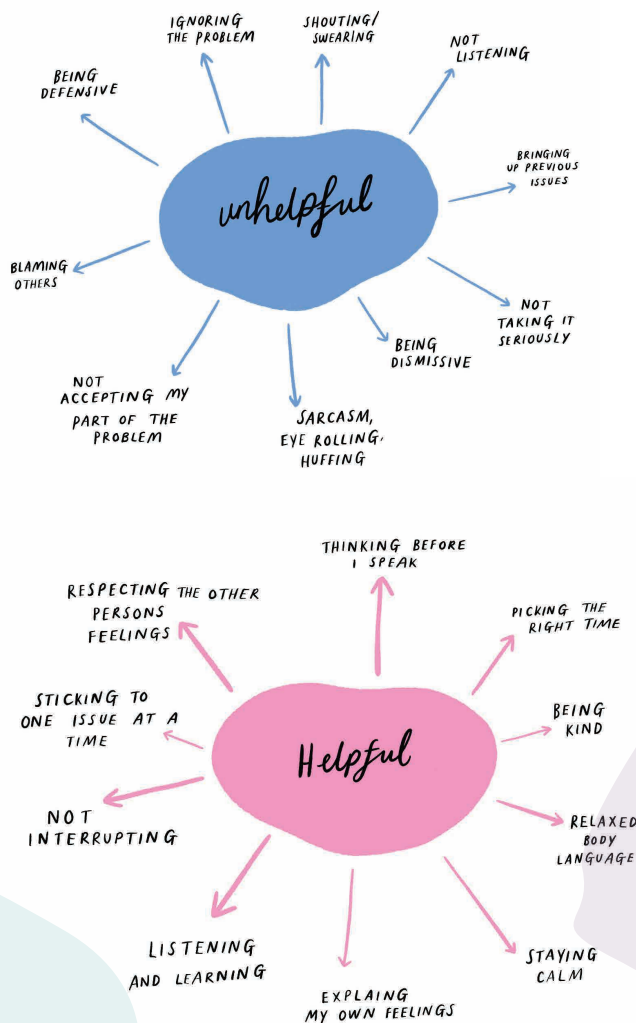 IGNORING
THE PROBLEM
SHOUTING/
SWEARING
NOT
LISTENING
BEING
DEFENSIVE
BRINGING
UP PREVIOUS
ISSUES
unhelpful
BLAMING
OTHERS
NOT
TAKING IT
SERIOUSLY
BEING
DISMISSIVE
NOT
ACCEPTING MY
PART OF THE
PROBLEM
SARCASM,
EYE ROLLING,
HUFFING
THINKING BEFORE
I SPEAK
RESPECTING THE OTHER
PERSONS
FEELINGS
PICKING THE
RIGHT TIME
STICKING TO
ONE ISSUE AT A
TIME
BEING
KIND
Helpful
NOT
INTERRUPTING
RELAXED
BODY
LANGUAGE
LISTENING
AND LEARNING
STAYING
CALM
EXPLAING
MY OWN FEELINGS